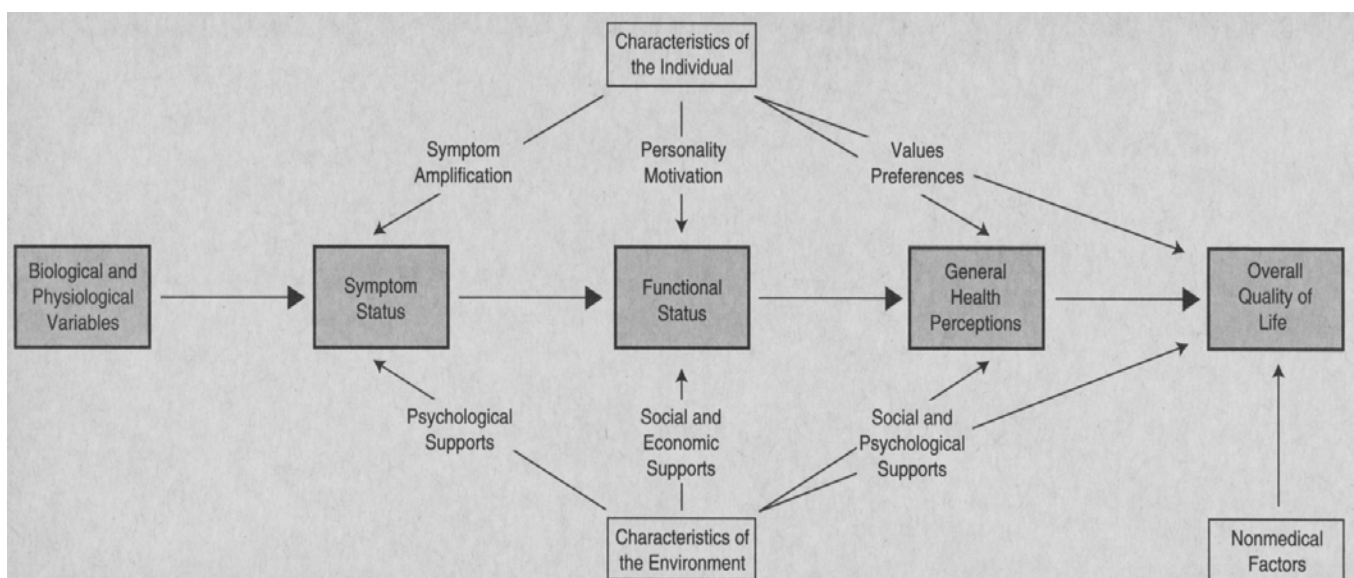 Characteristics of
the Individual
Symptom
Amplification
Personality
Motivation
Values
Preferences
Biological and
Physiological
Variables
Symptom
Status
Functional
Status
General
Health
Perceptions
Overall
Quality of
Life
Psychological
Supports
Social and
Economic
Supports
Social and
Psychological
Supports
Characteristics of
the Environment
Nonmedical
Factors